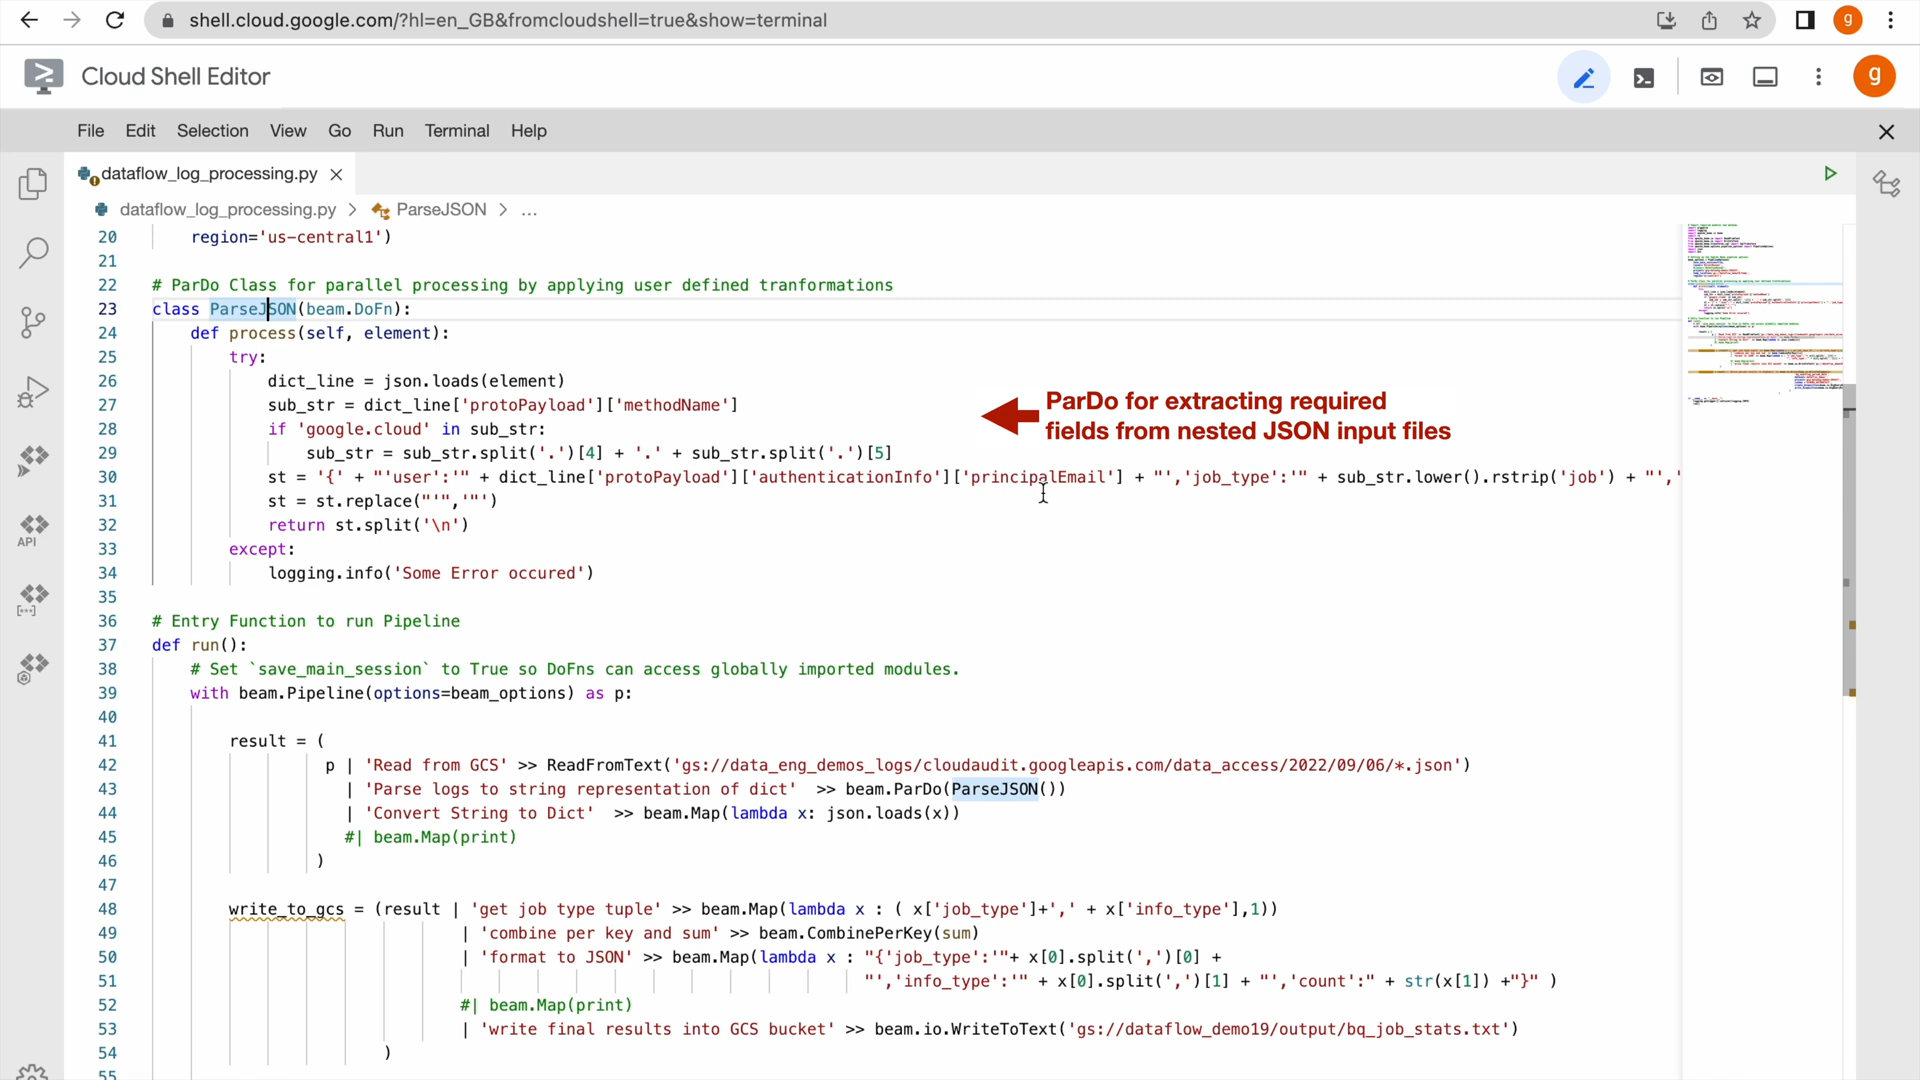 shell.cloud.google.com/?hl=en_GB&fromcloudshell=true&show=terminal
g
Cloud Shell Editor
g
File Edit Selection View Go Run Terminal Help
dataflow_log_processing.py
dataflow_log_processing.py > ParseJSON > ...
20 region='us-central1')
21
22 # ParDo Class for parallel processing by applying user defined tranformations
23 class ParseJSON(beam.DoFn):
24 def process(self, element):
25 try:
26 dict_line = json.loads(element)
27 sub_str = dict_line['protoPayload']['methodName']
28 if 'google.cloud' in sub_str:
29 sub_str = sub_str.split('.')[4] + '.' + sub_str.split('.')[5]
30 st = '{' + "'user':'" + dict_line['protoPayload']['authenticationInfo']['principalEmail'] + "','job_type':'" + sub_str.lower().rstrip('job') + "','
31 st = st.replace("'",'"')
32 return st.split('\n')
33 except:
34 logging.info('Some Error occured')
ParDo for extracting required
fields from nested JSON input files
35
36 # Entry Function to run Pipeline
37 def run():
38 # Set `save_main_session` to True so DoFns can access globally imported modules.
39 with beam.Pipeline(options=beam_options) as p:
40
41 result = (
42 p | 'Read from GCS' >> ReadFromText('gs://data_eng_demos_logs/cloudaudit.googleapis.com/data_access/2022/09/06/*.json')
43 | 'Parse logs to string representation of dict' >> beam.ParDo(ParseJSON())
44 | 'Convert String to Dict' >> beam.Map(lambda x: json.loads(x))
45 #| beam.Map(print)
46 )
47
48 write_to_gcs = (result | 'get job type tuple' >> beam.Map(lambda x : ( x['job_type']+',' + x['info_type'],1))
49 | 'combine per key and sum' >> beam.CombinePerKey(sum)
50 | 'format to JSON' >> beam.Map(lambda x : "{'job_type':'"+ x[0].split(',')[0] +
51 "','info_type':'" + x[0].split(',')[1] + "','count':" + str(x[1]) +"}" )
52 #| beam.Map(print)
53 | 'write final results into GCS bucket' >> beam.io.WriteToText('gs://dataflow_demo19/output/bq_job_stats.txt')
54 )
55
API